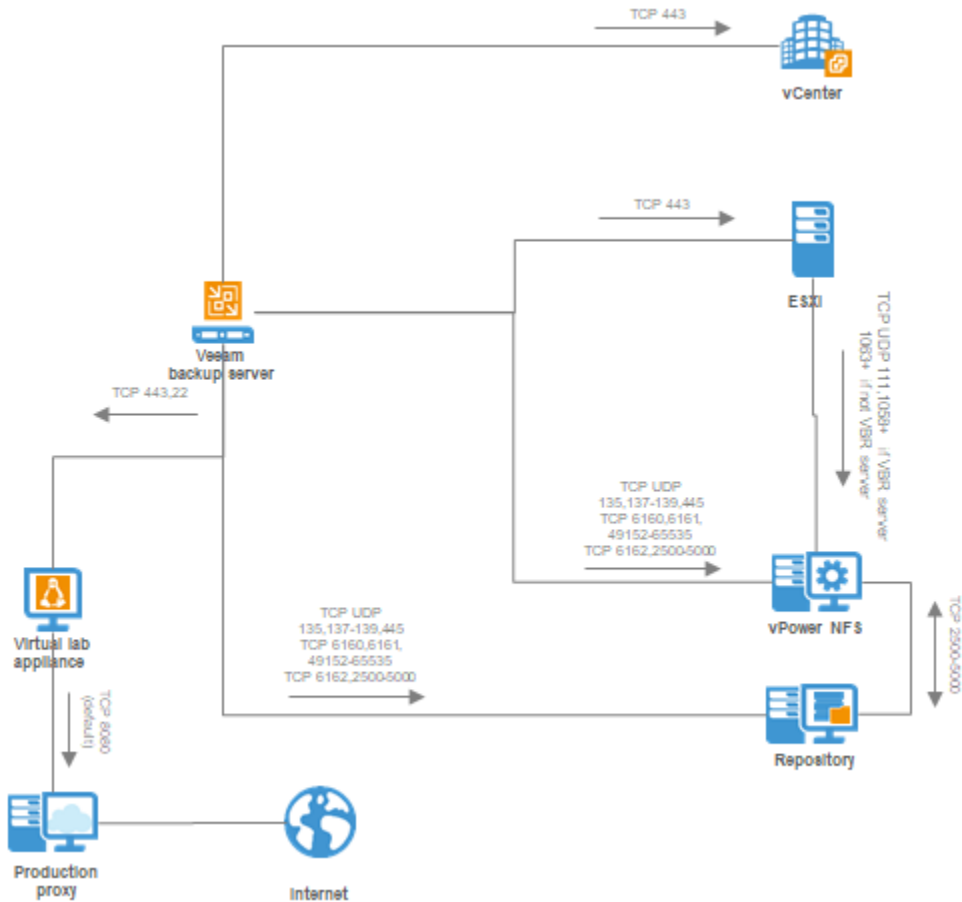 TCP 443
vCenter
TCP 443
ESXi
TCP UDP 111,1058+ if VBR server
1063+ if not VBR server
Veeam
backup server
TCP 443,22
TCP UDP
135,137-139,445
TCP 6160,6161,
49152-65535
TCP 6162,2500-5000
vPower NFS
TCP 2500-5000
Virtual lab
appliance
TCP UDP
135,137-139,445
TCP 6160,6161,
49152-65535
TCP 6162,2500-5000
TCP 8080
(default)
Repository
Production
proxy
Internet